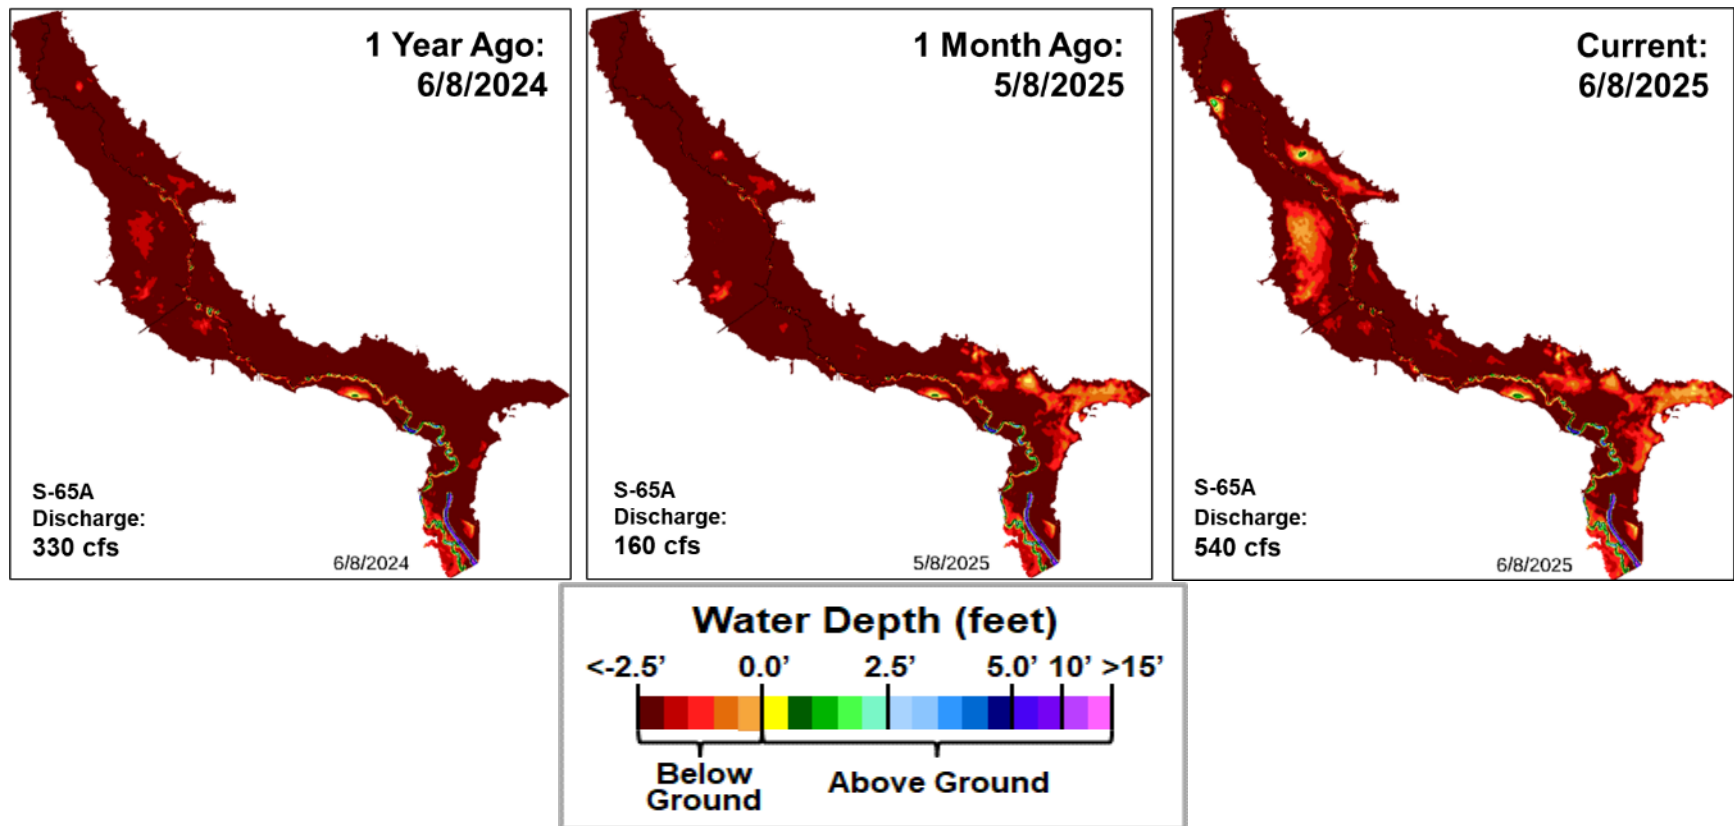 1 Year Ago:
6/8/2024
S-65A
Discharge:
330 cfs
6/8/2024
1 Month Ago:
5/8/2025
S-65A
Discharge:
160 cfs
5/8/2025
Current:
6/8/2025
S-65A
Discharge:
540 cfs
6/8/2025
Water Depth (feet)
<-2.5’ 0.0’ 2.5’ 5.0’ 10’ >15’
Below
Ground
Above Ground